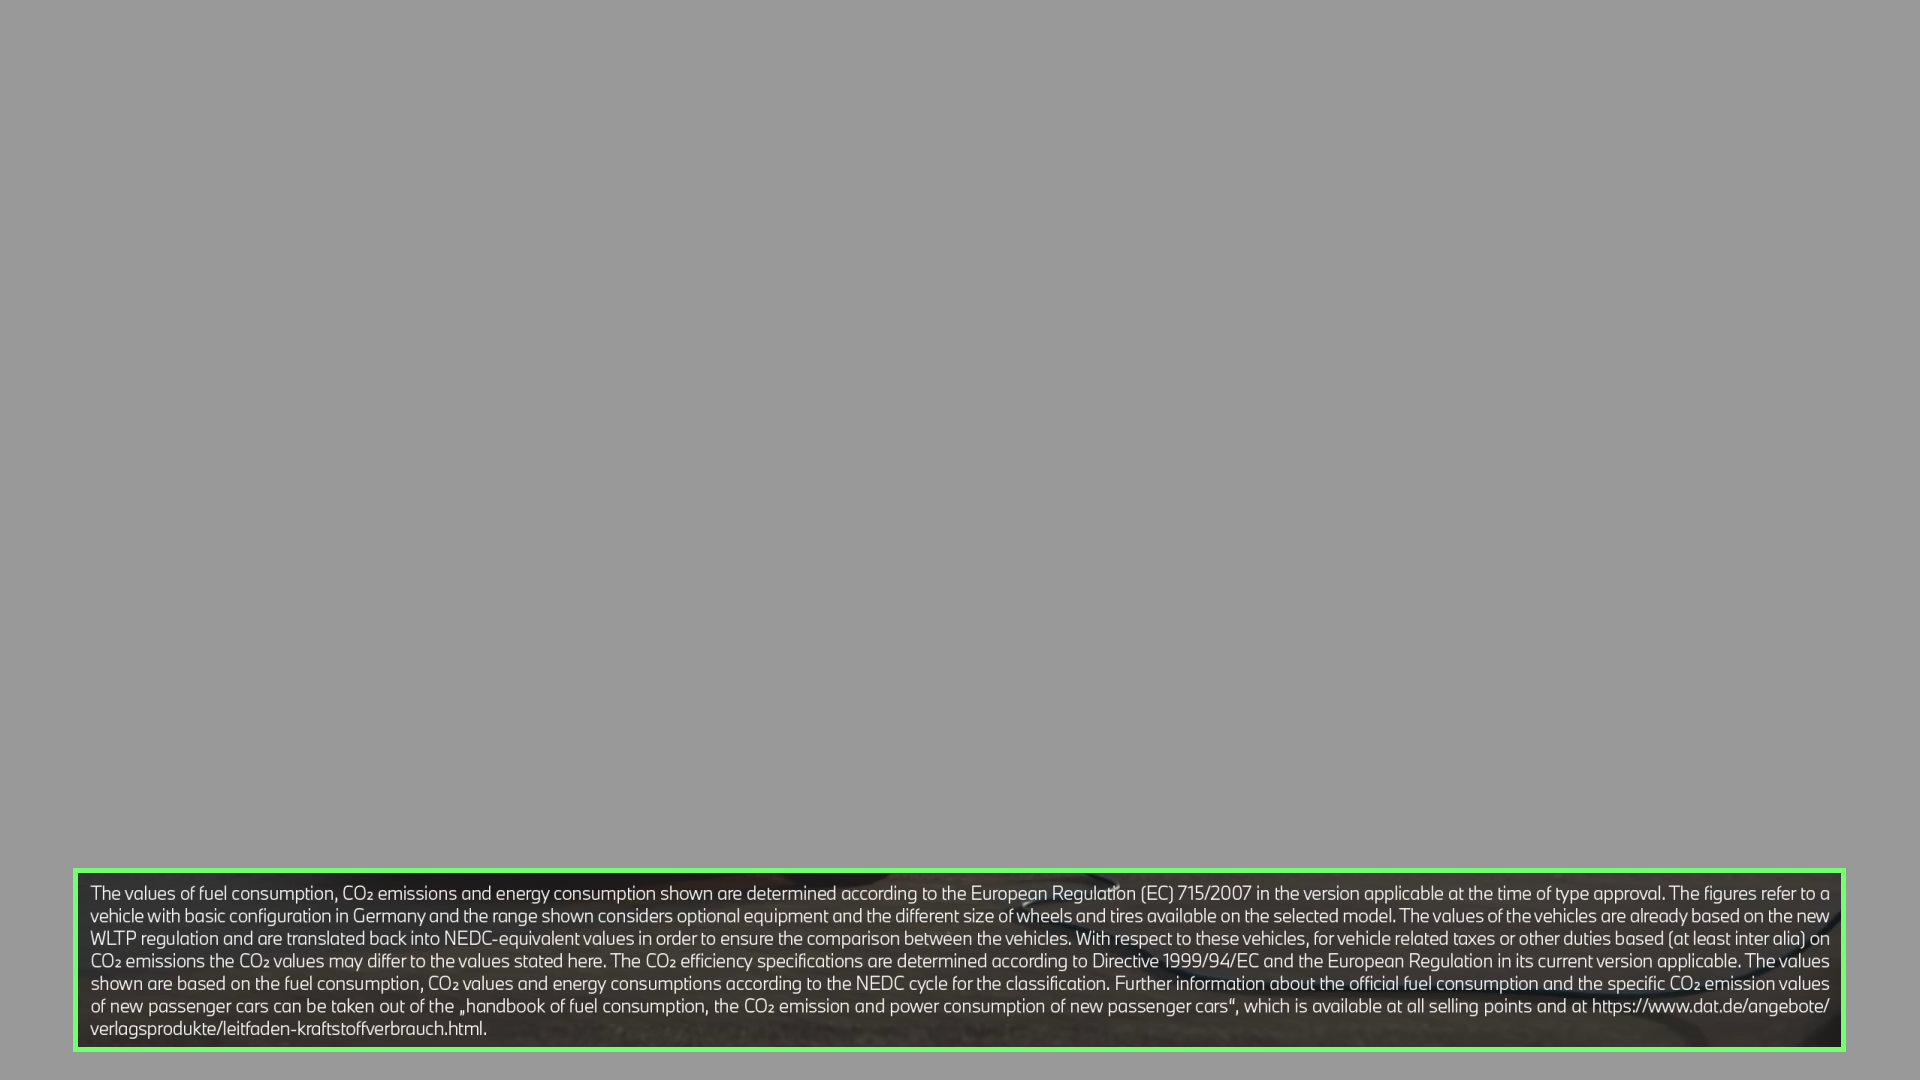 The values of fuel consumption, CO₂ emissions and energy consumption shown are determined according to the European Regulation (EC) 715/2007 in the version applicable at the time of type approval. The figures refer to a
vehicle with basic configuration in Germany and the range shown considers optional equipment and the different size of wheels and tires available on the selected model. The values of the vehicles are already based on the new
WLTP regulation and are translated back into NEDC-equivalent values in order to ensure the comparison between the vehicles. With respect to these vehicles, for vehicle related taxes or other duties based (at least inter alia) on
CO₂ emissions the CO₂ values may differ to the values stated here. The CO₂ efficiency specifications are determined according to Directive 1999/94/EC and the European Regulation in its current version applicable. The values
shown are based on the fuel consumption, CO₂ values and energy consumptions according to the NEDC cycle for the classification. Further information about the official fuel consumption and the specific CO₂ emission values
of new passenger cars can be taken out of the „handbook of fuel consumption, the CO₂ emission and power consumption of new passenger cars“, which is available at all selling points and at https://www.dat.de/angebote/
verlagsprodukte/leitfaden-kraftstoffverbrauch.html.